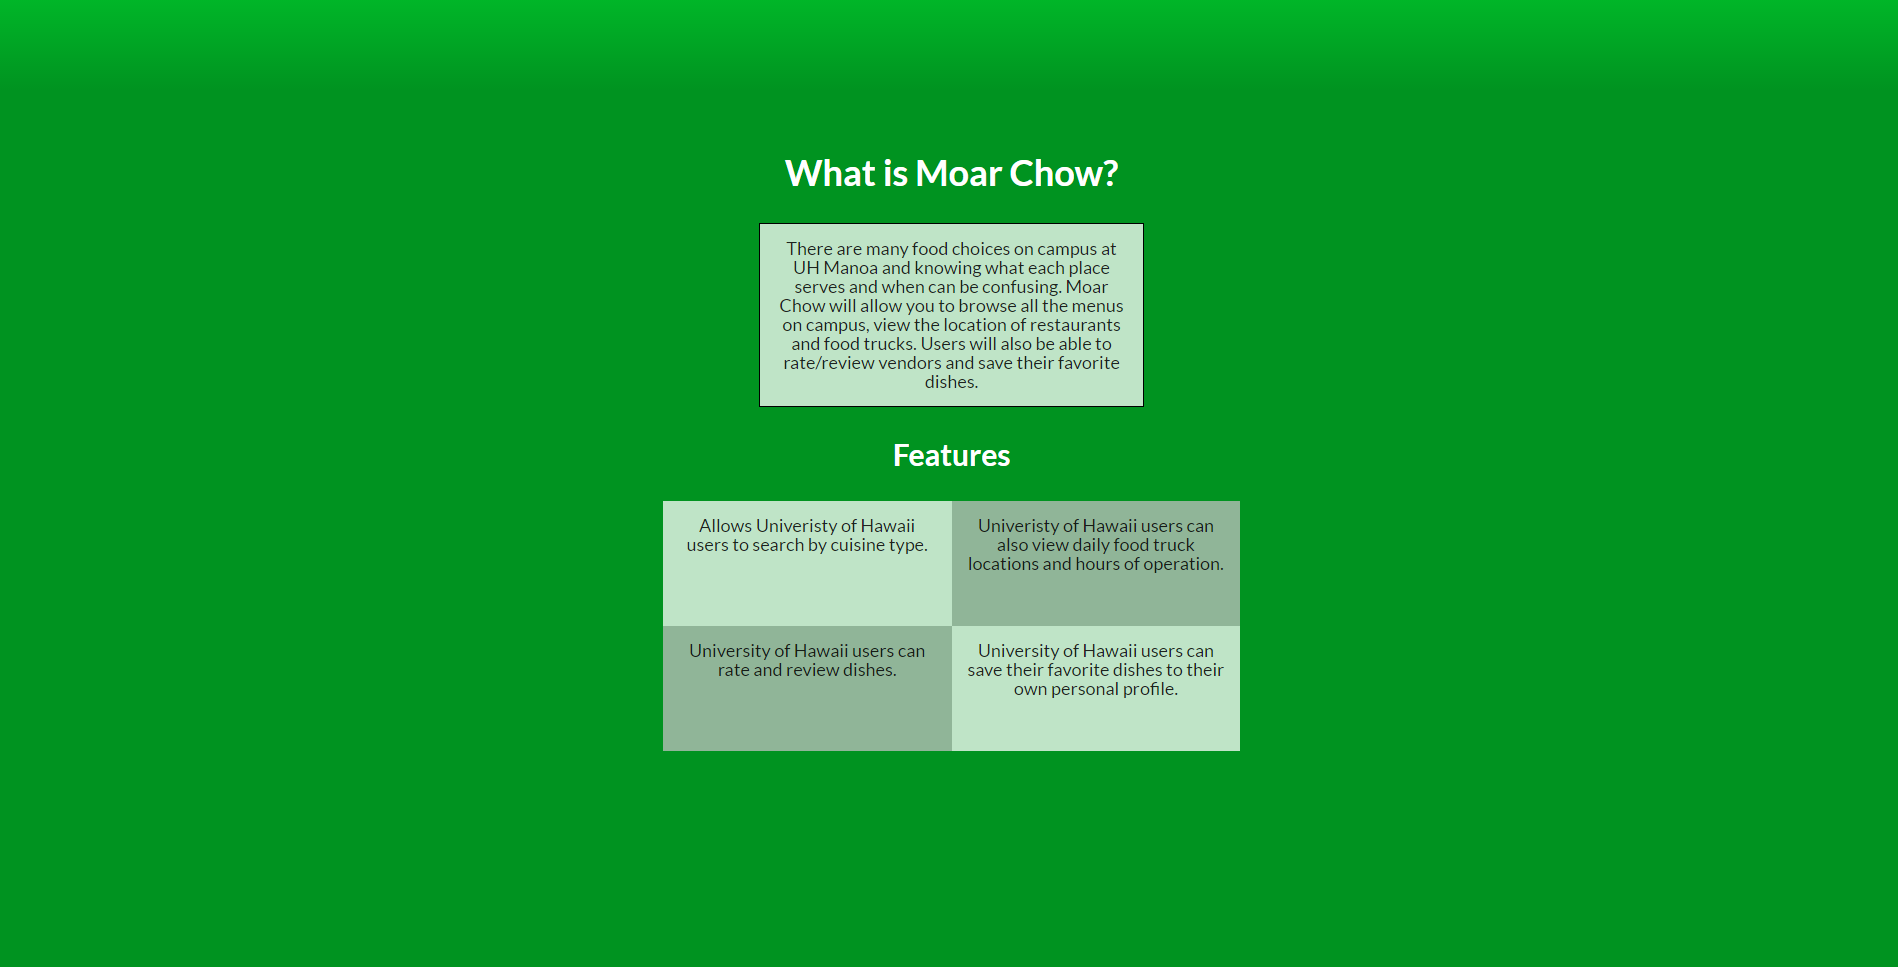 What is Moar Chow?
There are many food choices on campus at
UH Manoa and knowing what each place
serves and when can be confusing. Moar
Chow will allow you to browse all the menus
on campus, view the location of restaurants
and food trucks. Users will also be able to
rate/review vendors and save their favorite
dishes.
Features
Allows Univeristy of Hawaii
users to search by cuisine type.
Univeristy of Hawaii users can
also view daily food truck
locations and hours of operation.
University of Hawaii users can
rate and review dishes.
University of Hawaii users can
save their favorite dishes to their
own personal profile.